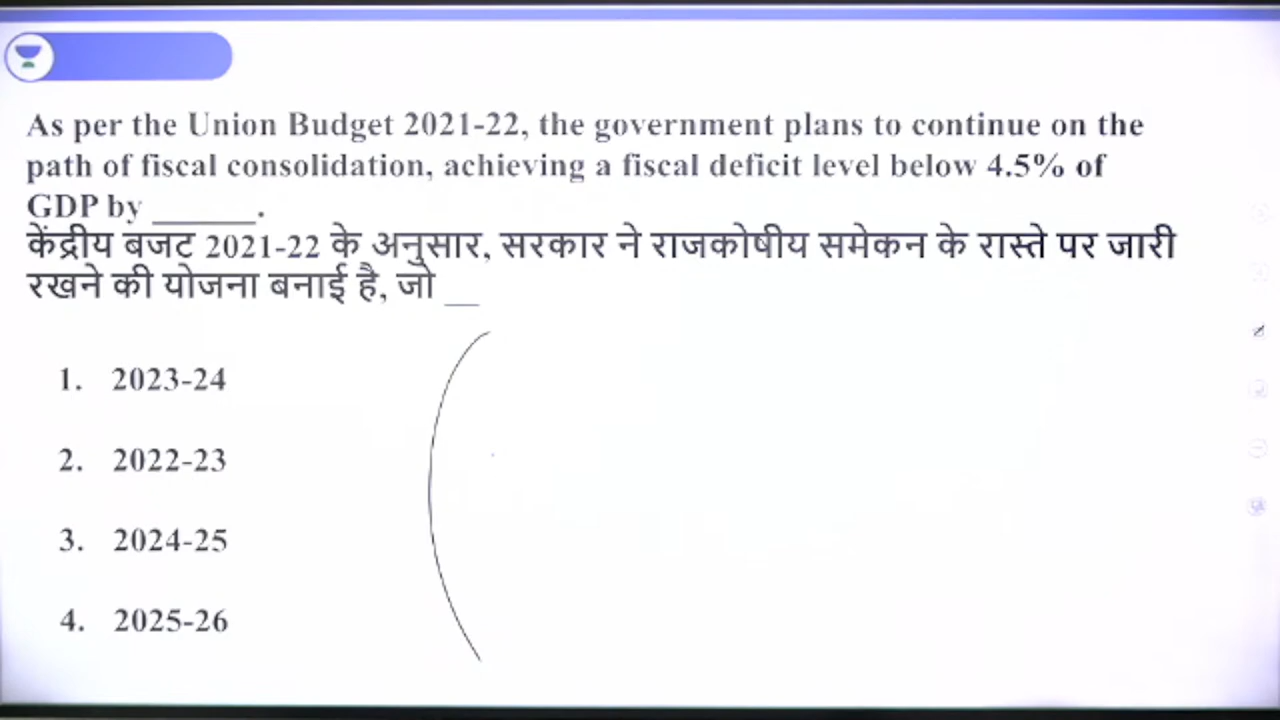 As per the Union Budget 2021-22, the government plans to continue on the
path of fiscal consolidation, achieving a fiscal deficit level below 4.5% of
GDP by ______.
केंद्रीय बजट 2021-22 के अनुसार, सरकार ने राजकोषीय समेकन के रास्ते पर जारी
रखने की योजना बनाई है, जो __
1. 2023-24
2. 2022-23
3. 2024-25
4. 2025-26